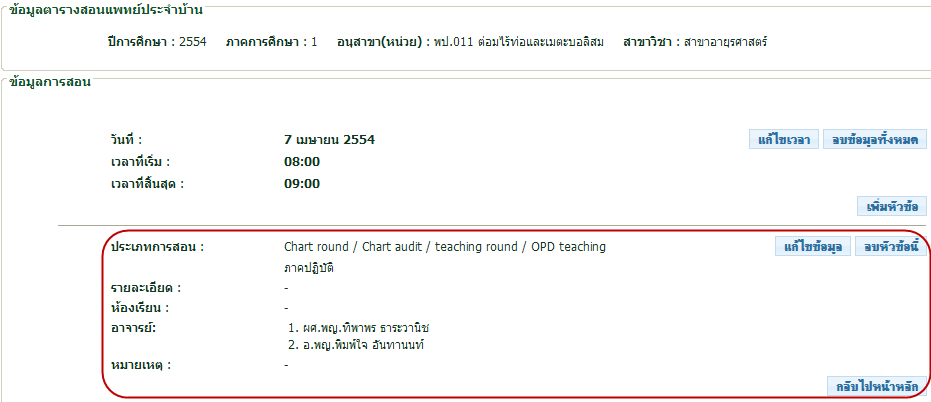 ข้อมูลตารางสอนแพทย์ประจำบ้าน
ปีการศึกษา : 2554 ภาคการศึกษา : 1 อนุสาขา(หน่วย) : พป.011 ต่อมไร้ท่อและเมตะบอลิสม สาขาวิชา : สาขาอายุรศาสตร์
ข้อมูลการสอน
วันที่ : 7 เมษายน 2554 แก้ไขเวลา ลบข้อมูลทั้งหมด
เวลาที่เริ่ม : 08:00
เวลาที่สิ้นสุด : 09:00
เพิ่มหัวข้อ
ประเภทการสอน : Chart round / Chart audit / teaching round / OPD teaching แก้ไขข้อมูล ลบหัวข้อนี้
ภาคปฏิบัติ
รายละเอียด : -
ห้องเรียน : -
อาจารย์: 1. ผศ.พญ.ทิพาพร ธาระวานิช
2. อ.พญ.พิมพ์ใจ อันทานนท์
หมายเหตุ : -
กลับไปหน้าหลัก